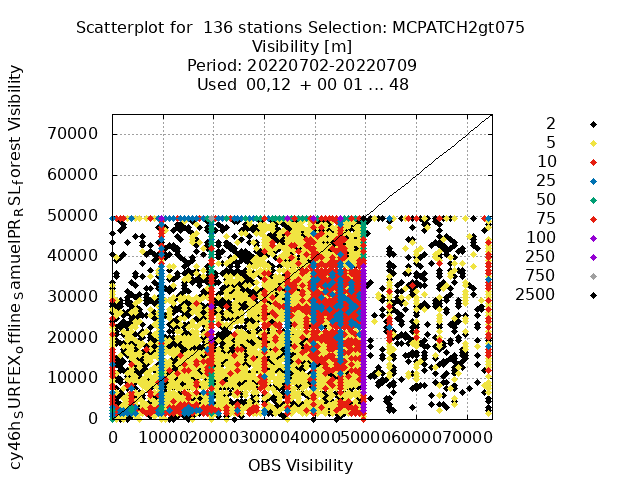 Scatterplot for  136 stations Selection: MCPATCH2gt075
Visibility [m]
Period: 20220702-20220709
Used  00,12  + 00 01 ... 48
cy46h_SURFEX_offline_samuelPR_RSL_forest Visibility
70000
60000
50000
40000
30000
20000
10000
0
0 10000 20000 30000 40000 50000 60000 70000
OBS Visibility
2
5
10
25
50
75
100
250
750
2500